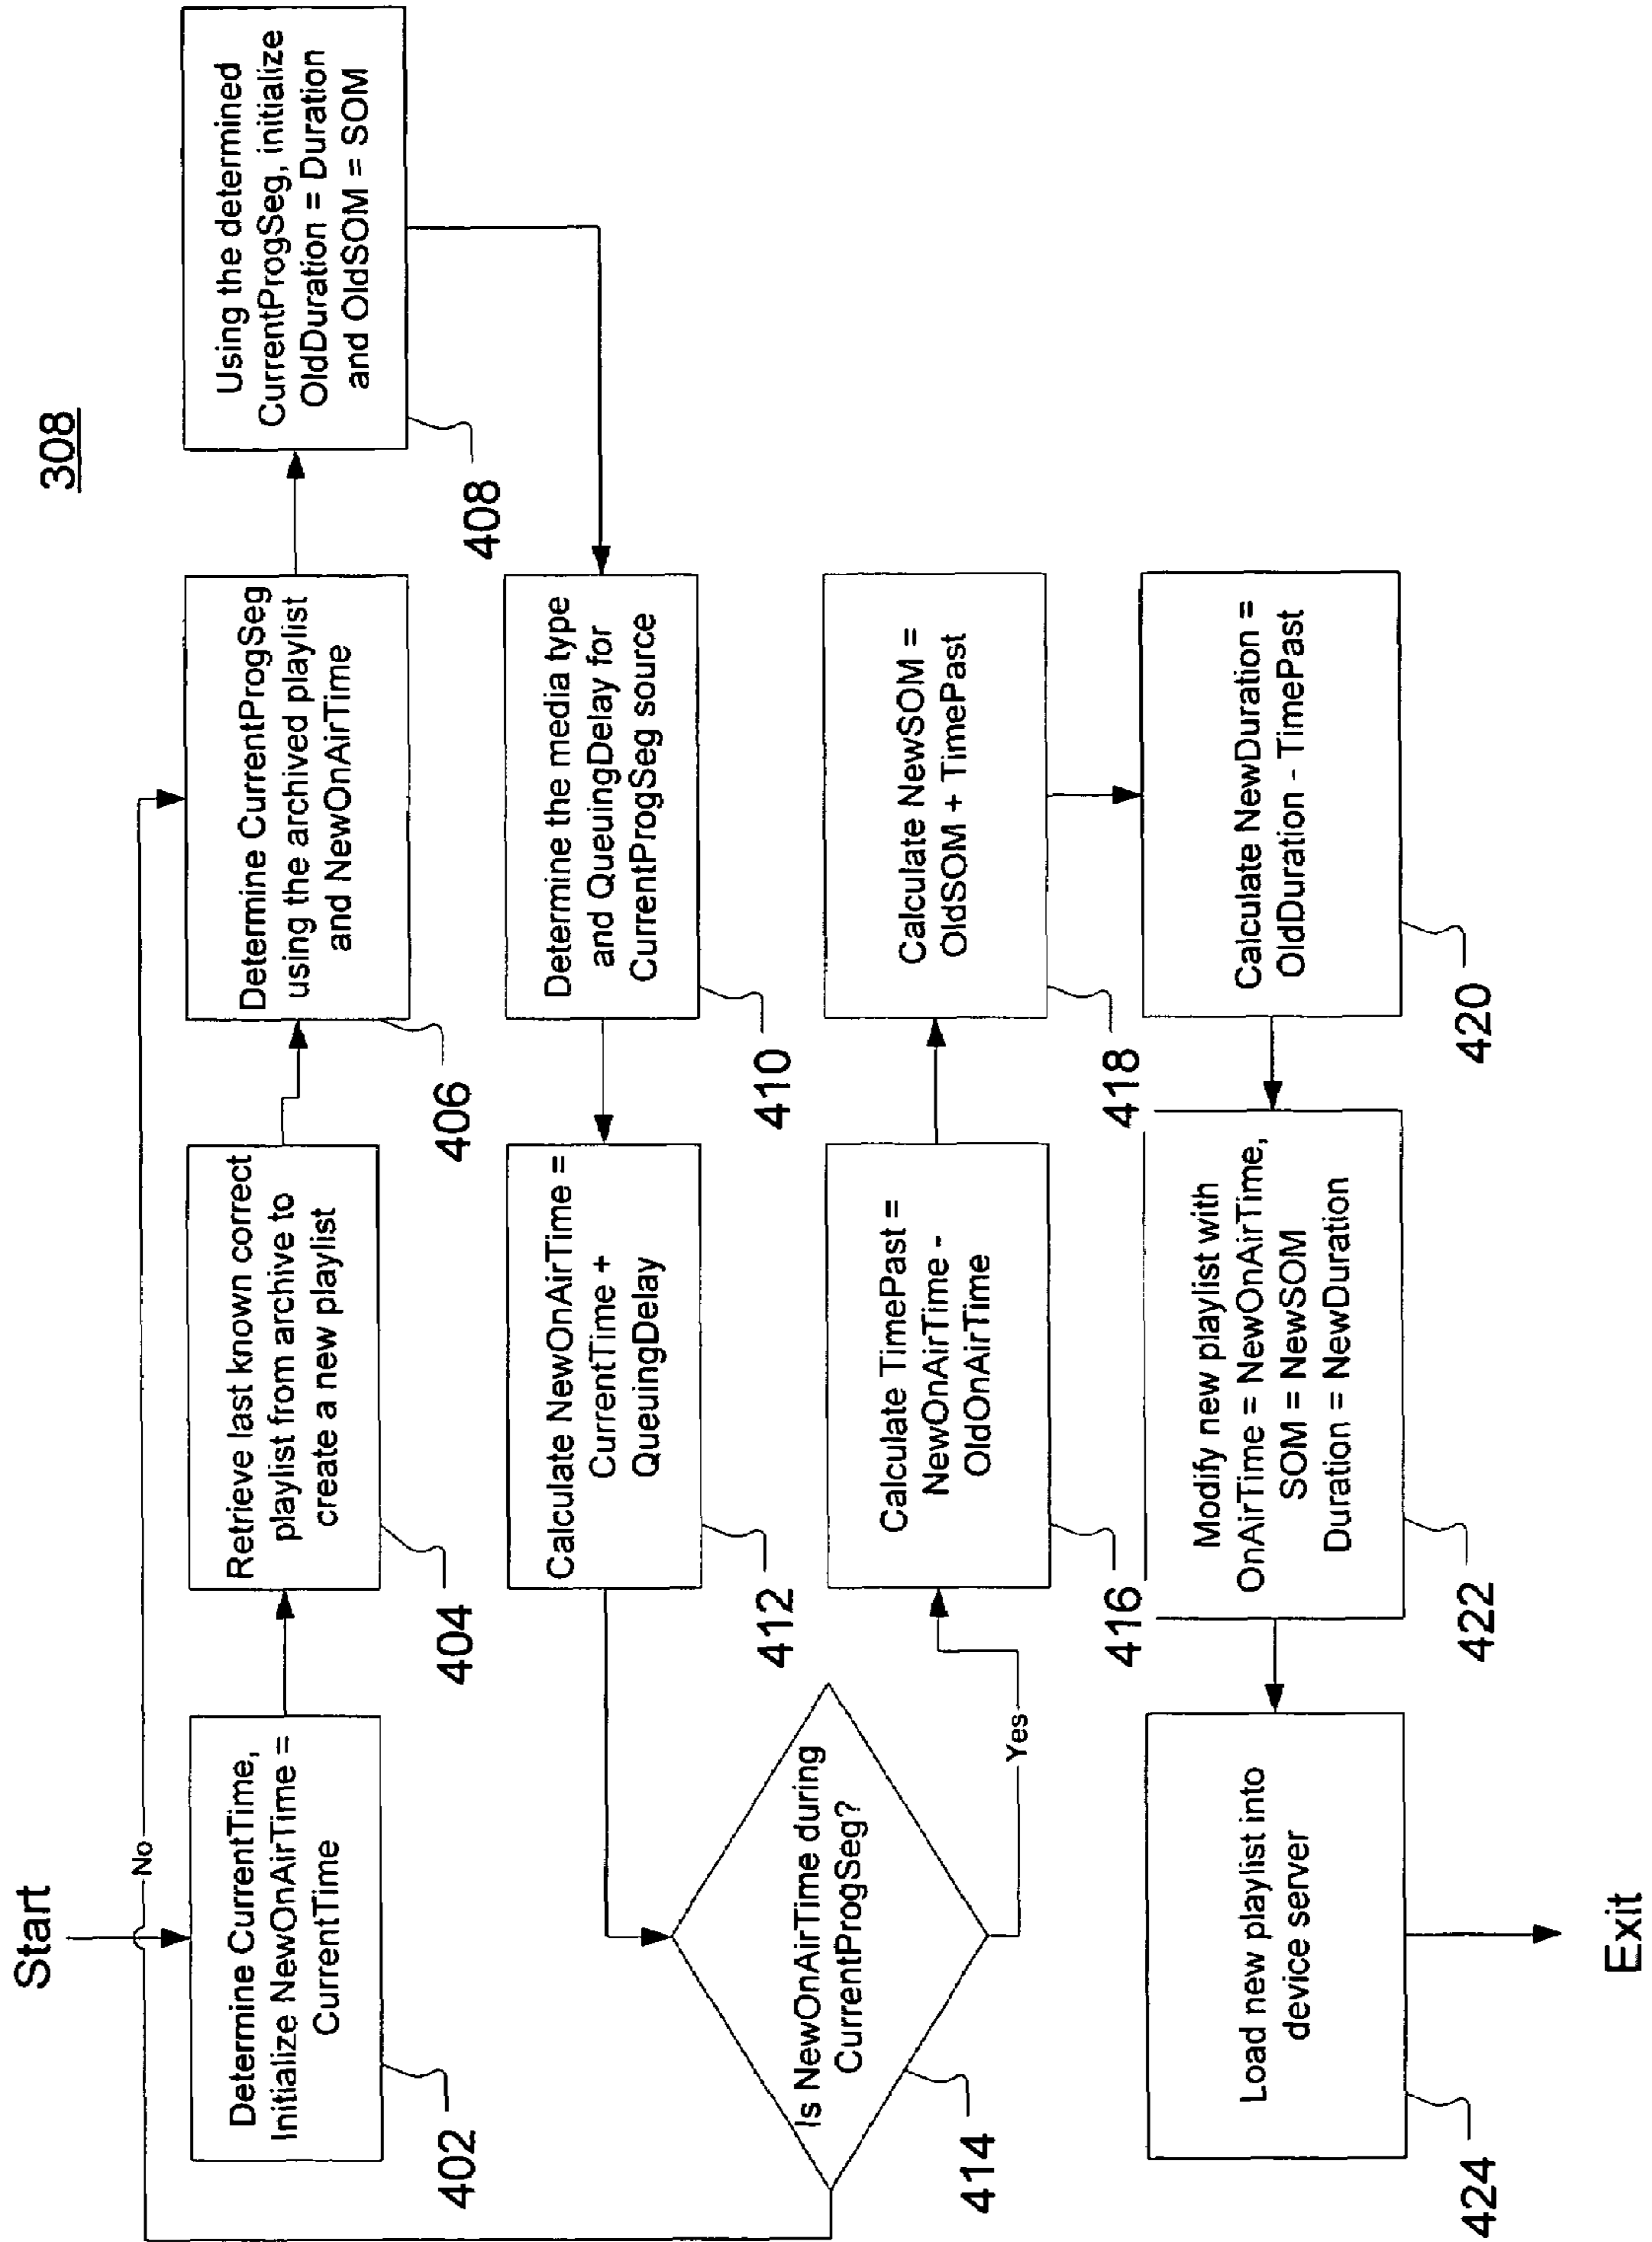 308
Start
Determine CurrentTime,
Initialize NewOnAirTime =
CurrentTime
402
Retrieve last known correct
playlist from archive to
create a new playlist
404
Determine CurrentProgSeg
using the archived playlist
and NewOnAirTime
406
Using the determined
CurrentProgSeg, initialize
OldDuration = Duration
and OldSOM = SOM
408
Determine the media type
and QueuingDelay for
CurrentProgSeg source
410
Calculate NewOnAirTime =
CurrentTime +
QueuingDelay
412
Is NewOnAirTime during
CurrentProgSeg?
414
No
Yes
Calculate TimePast =
NewOnAirTime -
OldOnAirTime
416
Calculate NewSOM =
OldSOM + TimePast
418
Calculate NewDuration =
OldDuration - TimePast
420
Modify new playlist with
OnAirTime = NewOnAirTime,
SOM = NewSOM
Duration = NewDuration
422
Load new playlist into
device server
424
Exit